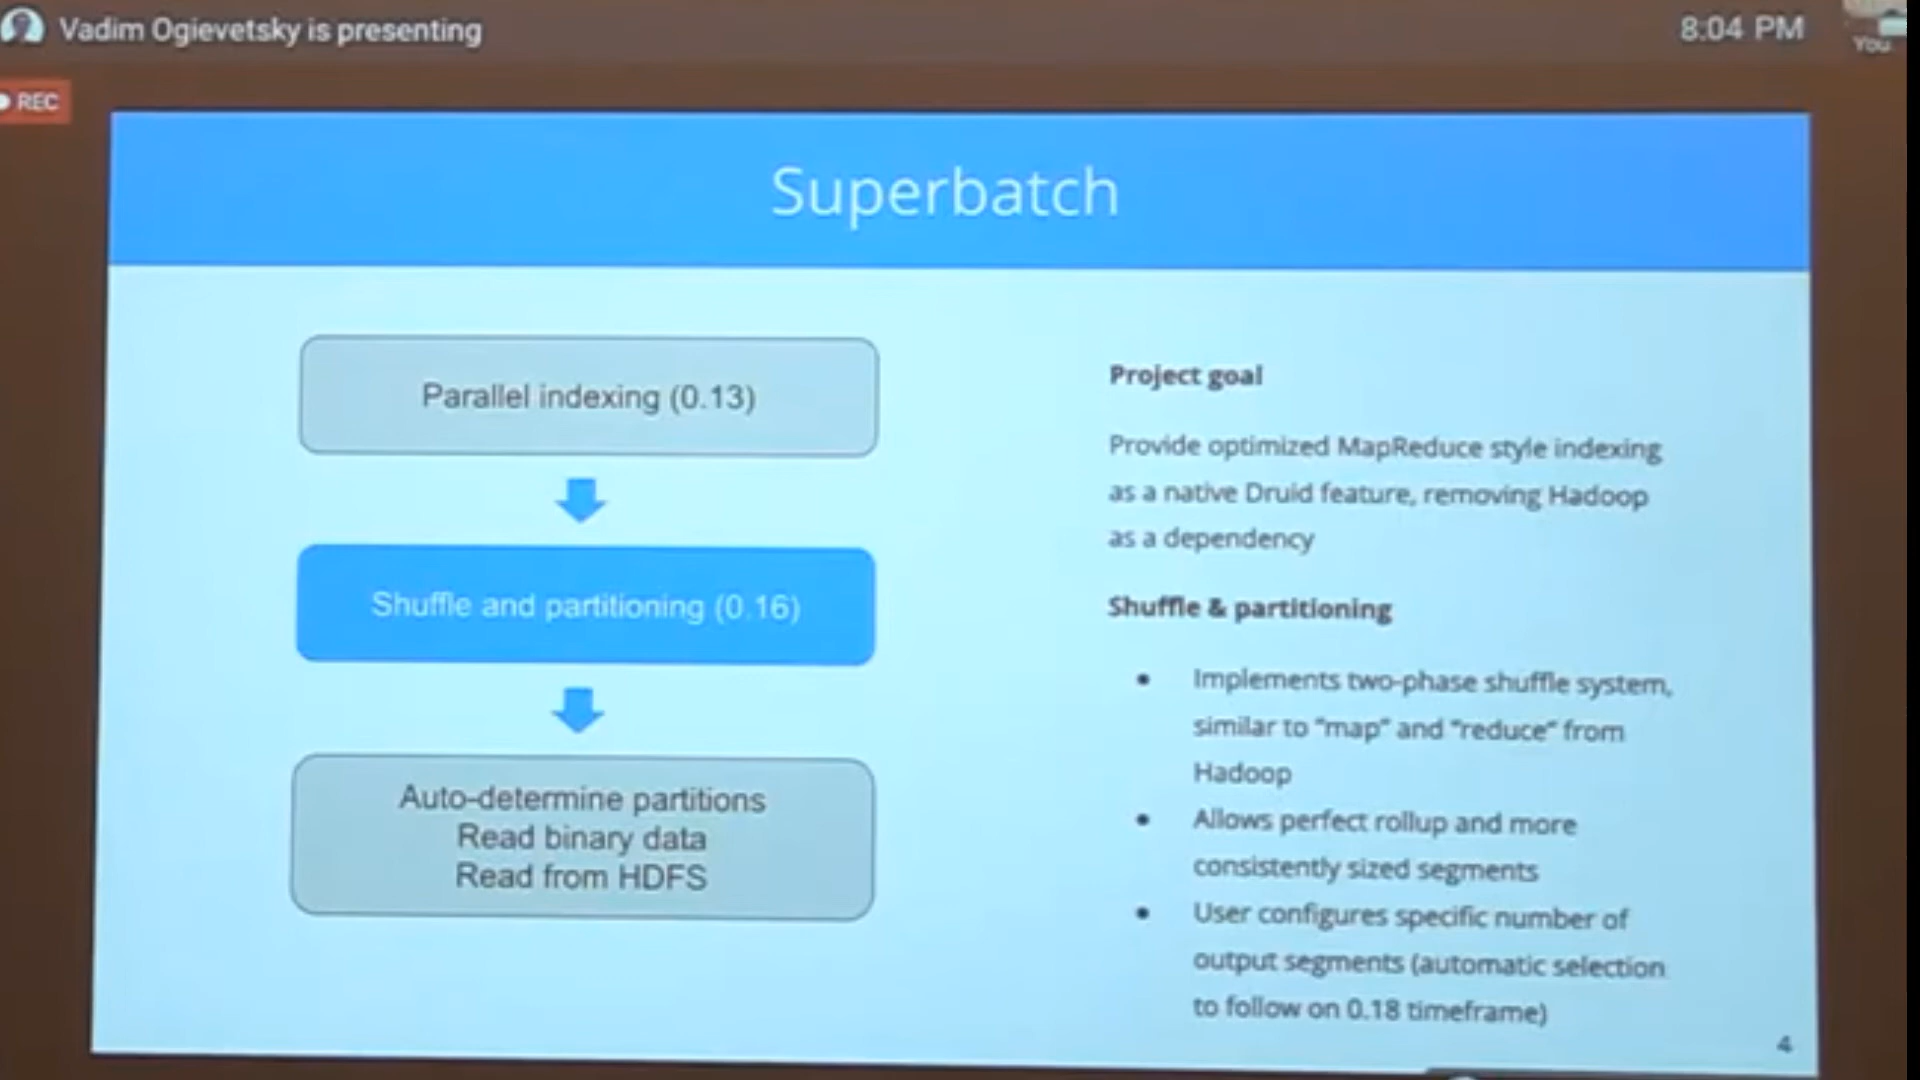 Vadim Ogievetsky is presenting
8:04 PM
You
REC
Superbatch
Parallel indexing (0.13)
Shuffle and partitioning (0.16)
Auto-determine partitions
Read binary data
Read from HDFS
Project goal
Provide optimized MapReduce style indexing
as a native Druid feature, removing Hadoop
as a dependency
Shuffle & partitioning
• Implements two-phase shuffle system,
similar to “map” and “reduce” from
Hadoop
• Allows perfect rollup and more
consistently sized segments
• User configures specific number of
output segments (automatic selection
to follow on 0.18 timeframe)
4